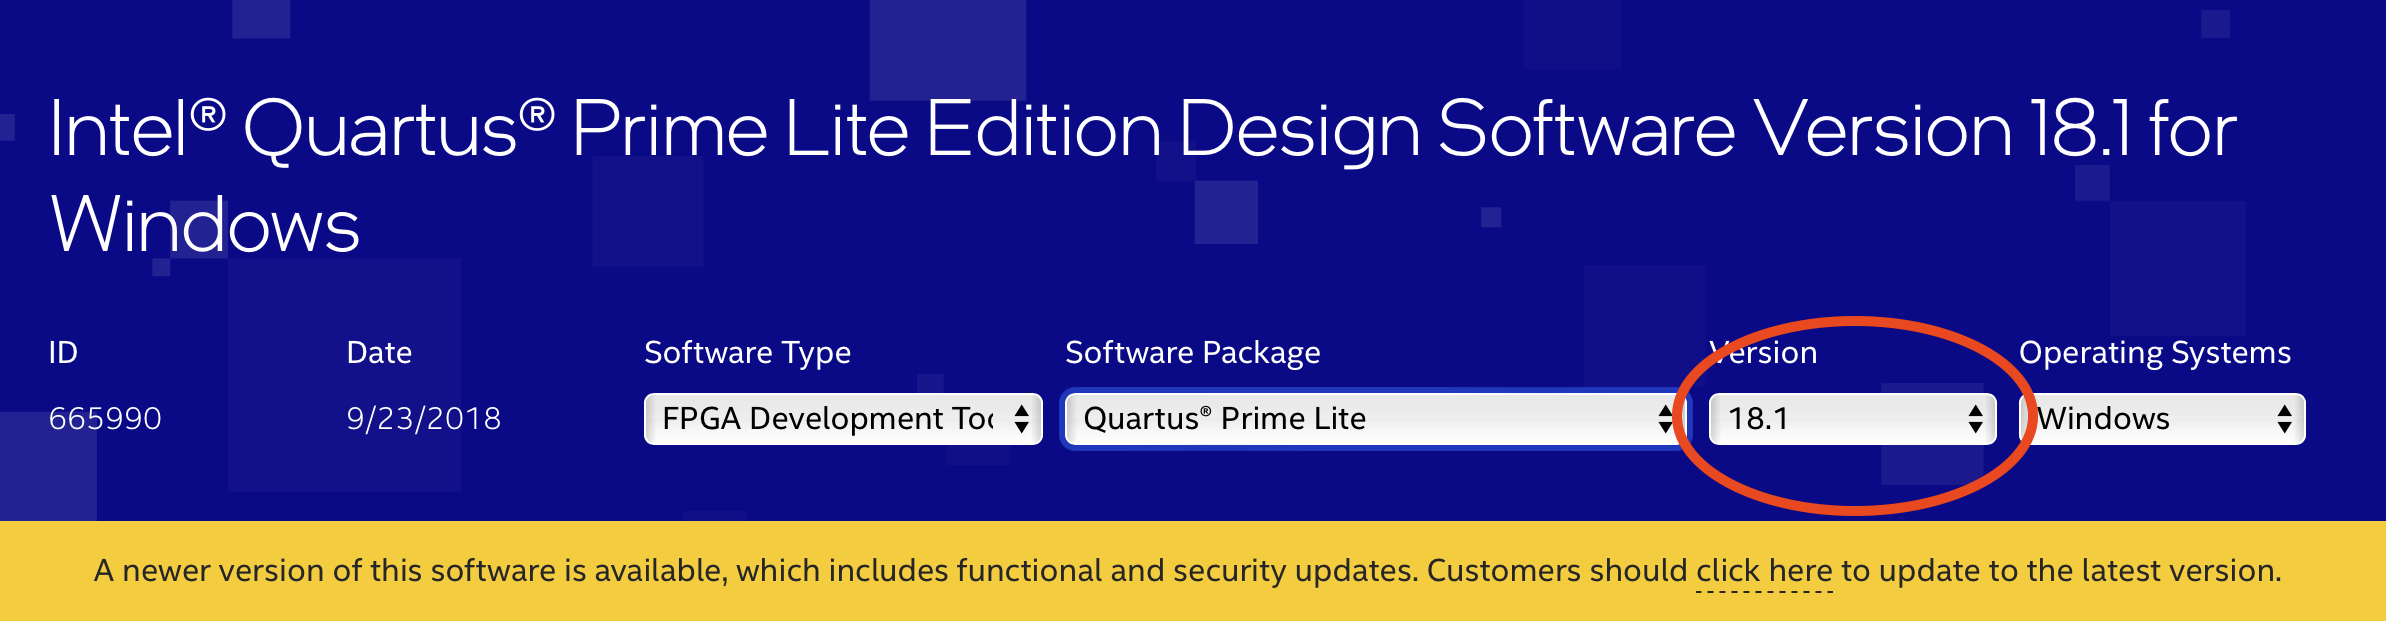 Intel® Quartus® Prime Lite Edition Design Software Version 18.1 for
Windows
ID Date Software Type Software Package Version Operating Systems
665990 9/23/2018 FPGA Development Too Quartus® Prime Lite 18.1 Windows
A newer version of this software is available, which includes functional and security updates. Customers should click here to update to the latest version.